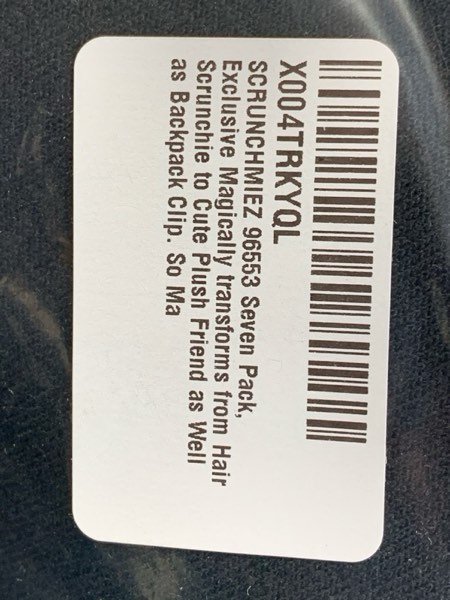 X004TRKYQL
SCRUNCHMIEZ 96553 Seven Pack,
Exclusive Magically transforms from Hair
Scrunchie to Cute Plush Friend as Well
as Backpack Clip. So Ma